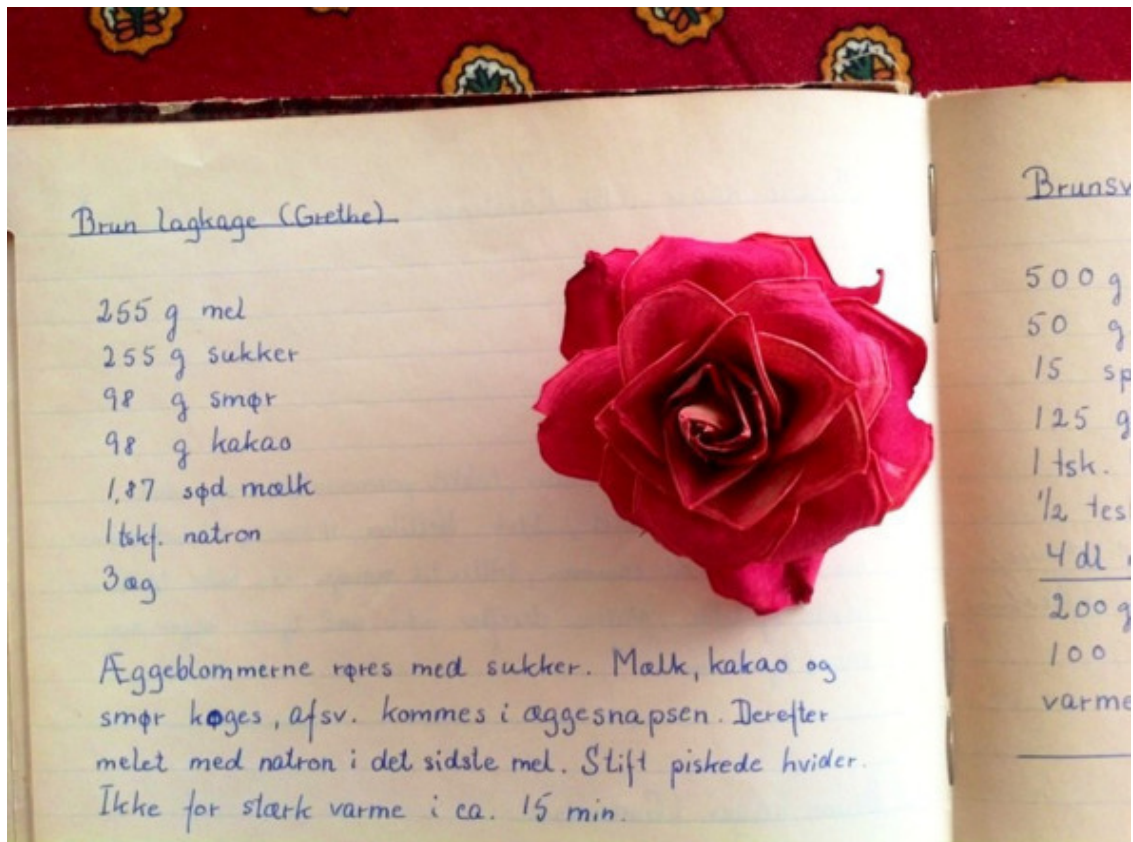 Brun lagkage (Grethe)
255 g mel
255 g sukker
98 g smør
98 g kakao
1,87 sød mælk
1 tskf. natron
3 æg
Æggeblommerne røres med sukker. Mælk, kakao og
smør koges, afsv. kommes i æggesnapsen. Derefter
melet med natron i det sidste mel. Stift piskede hvider.
Ikke for stærk varme i ca. 15 min.
500 g
50 g
15
125 g
1 tsk.
1/2
4 dl
200 g
100
varme